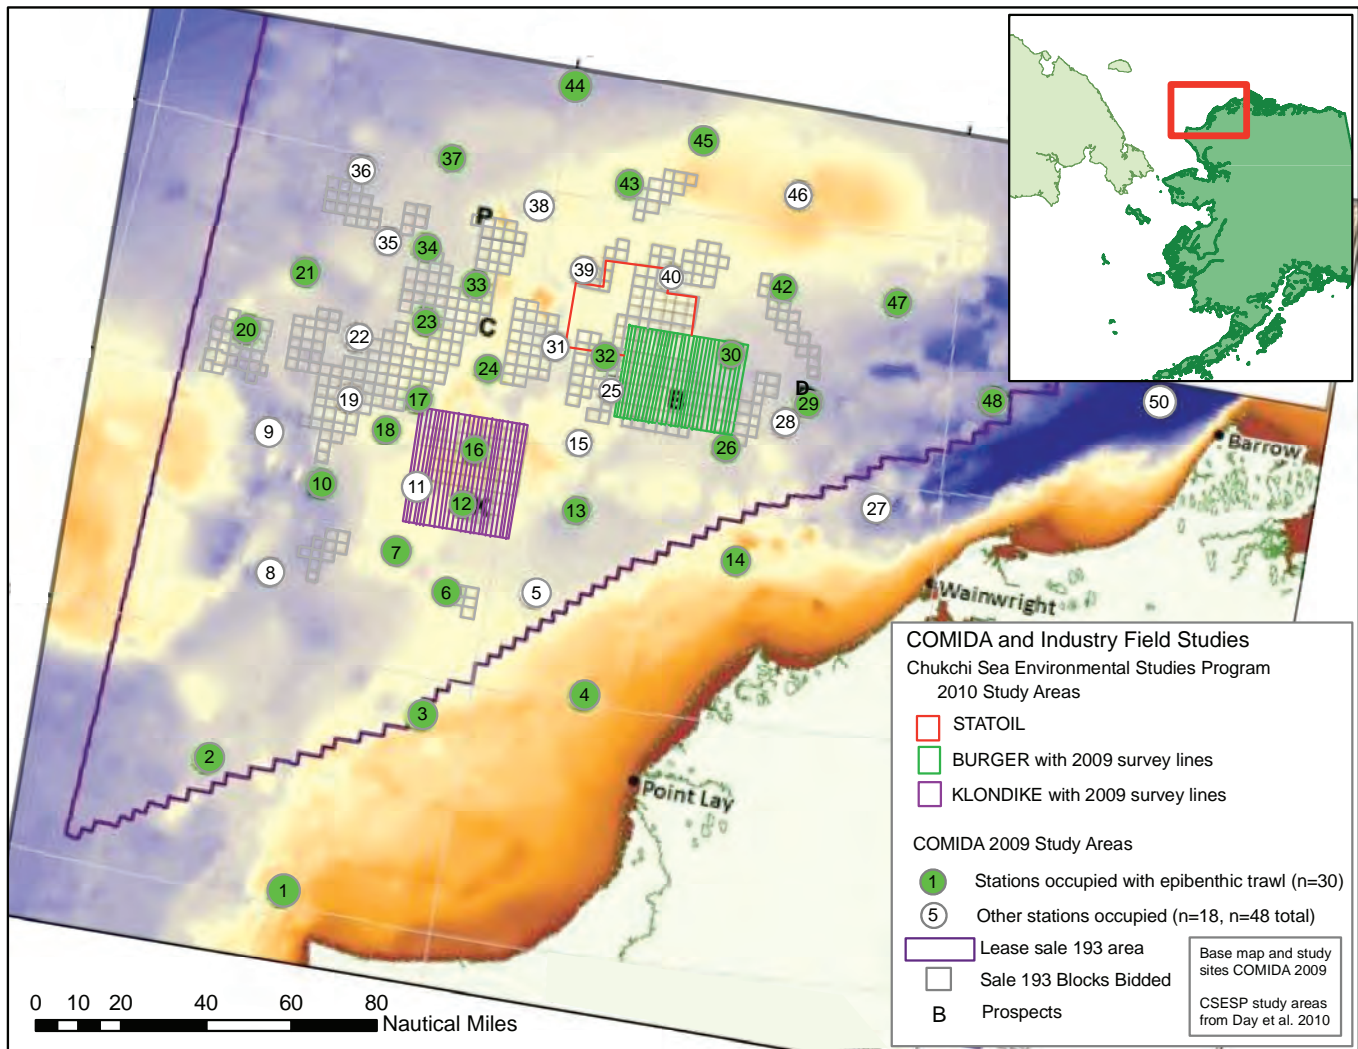 44
45
37
36
43
46
38
P
35
34
21
39
40
33
42
47
20
23
C
22
31
32
30
24
25
B
D
29
48
50
19
17
28
Barrow
9
18
15
26
16
10
11
12
13
27
7
14
8
6
5
Wainwright
4
3
2
Point Lay
1
COMIDA and Industry Field Studies
Chukchi Sea Environmental Studies Program
2010 Study Areas
STATOIL
BURGER with 2009 survey lines
KLONDIKE with 2009 survey lines
COMIDA 2009 Study Areas
1 Stations occupied with epibenthic trawl (n=30)
5 Other stations occupied (n=18, n=48 total)
Lease sale 193 area
Sale 193 Blocks Bidded
B Prospects
Base map and study
sites COMIDA 2009
CSESP study areas
from Day et al. 2010
0 10 20 40 60 80
Nautical Miles